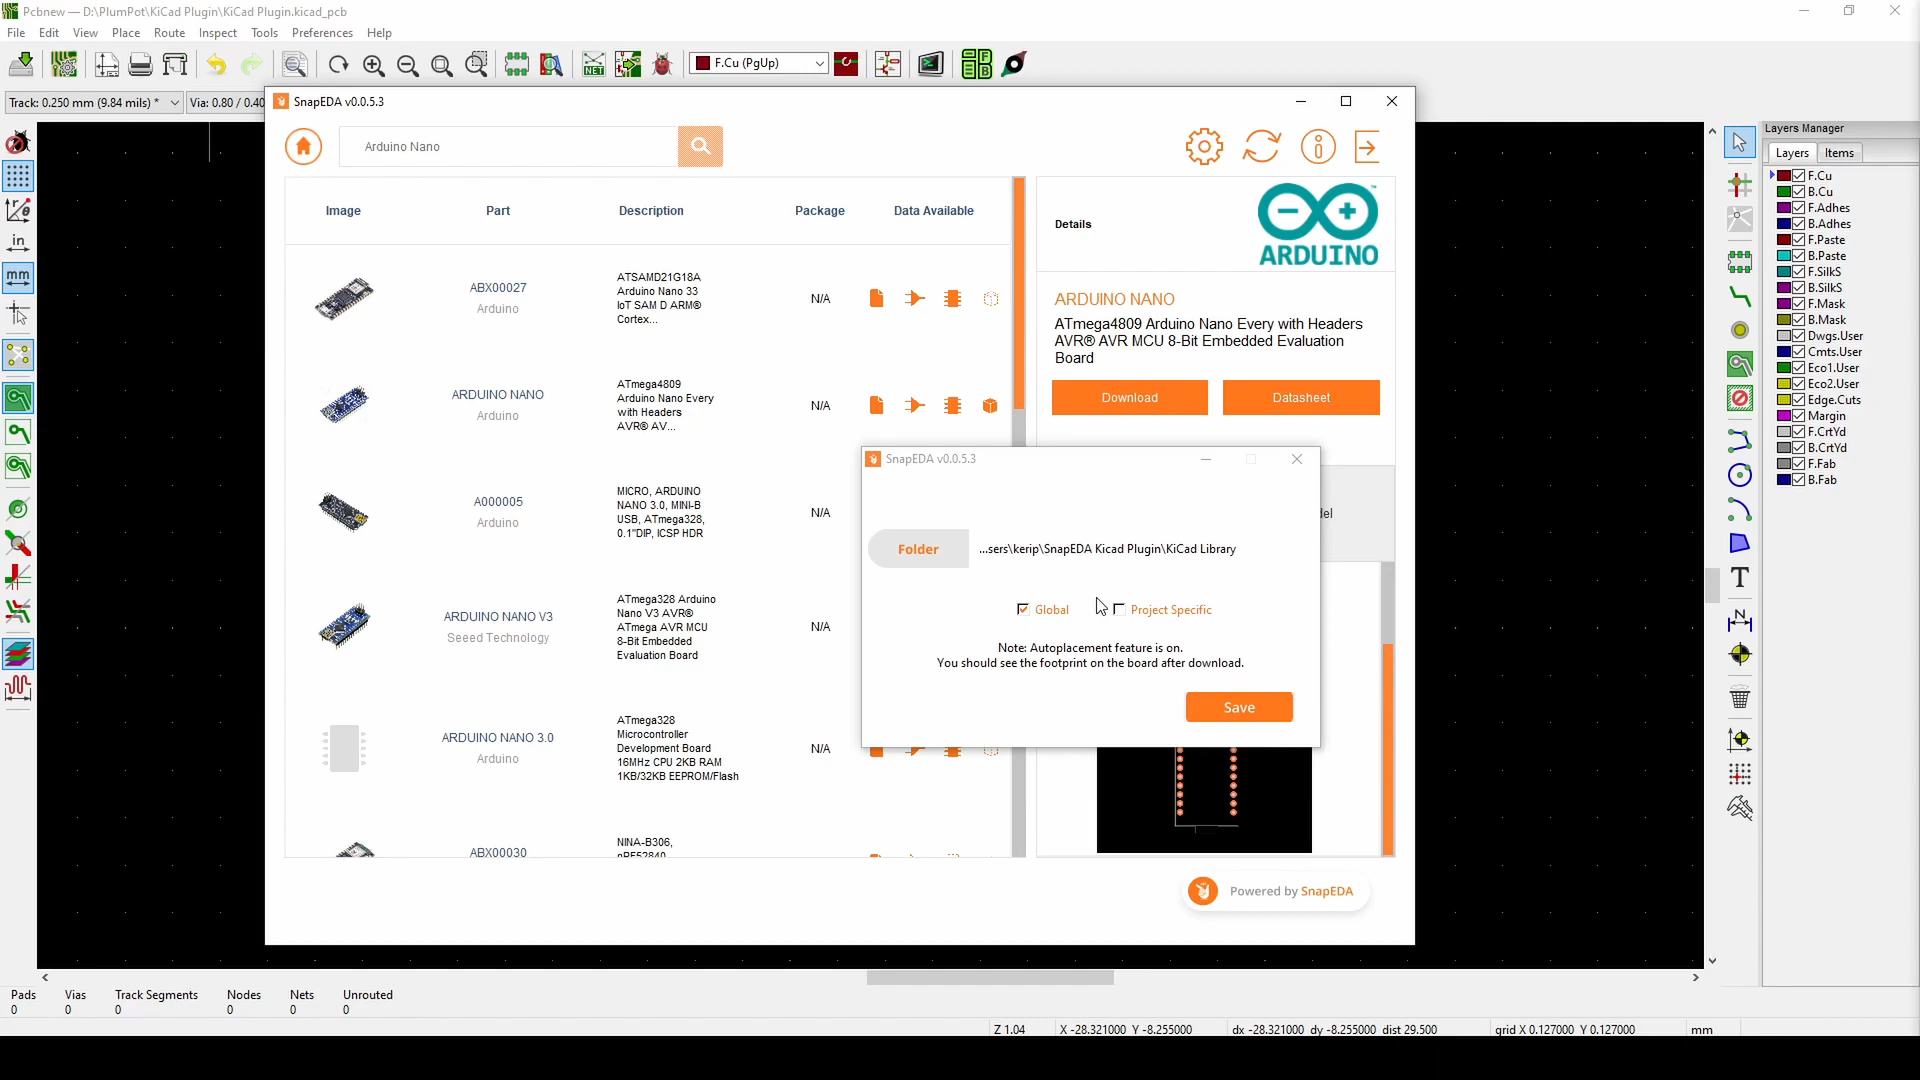 Pcbnew — D:\PlumPot\KiCad Plugin\KiCad Plugin.kicad_pcb
File Edit View Place Route Inspect Tools Preferences Help
NET
F.Cu (PgUp)
Track: 0.250 mm (9.84 mils) *
Via: 0.80 / 0.40
SnapEDA v0.0.5.3
Arduino Nano
Image Part Description Package Data Available
ABX00027
Arduino
ATSAMD21G18A
Arduino Nano 33
IoT SAM D ARM®
Cortex...
N/A
ARDUINO NANO
Arduino
ATmega4809
Arduino Nano Every
with Headers
AVR® AV...
N/A
A000005
Arduino
MICRO, ARDUINO
NANO 3.0, MINI-B
USB, ATmega328,
0.1"DIP, ICSP HDR
N/A
ARDUINO NANO V3
Seeed Technology
ATmega328 Arduino
Nano V3 AVR®
ATmega AVR MCU
8-Bit Embedded
Evaluation Board
N/A
ARDUINO NANO 3.0
Arduino
ATmega328
Microcontroller
Development Board
16MHz CPU 2KB RAM
1KB/32KB EEPROM/Flash
N/A
ABX00030
NINA-B306,
Details
ARDUINO
ARDUINO NANO
ATmega4809 Arduino Nano Every with Headers
AVR® AVR MCU 8-Bit Embedded Evaluation
Board
Download
Datasheet
SnapEDA v0.0.5.3
Folder
...sers\kerip\SnapEDA Kicad Plugin\KiCad Library
Global
Project Specific
Note: Autoplacement feature is on.
You should see the footprint on the board after download.
Save
Powered by SnapEDA
in
mm
Layers Manager
Layers Items
F.Cu
B.Cu
F.Adhes
B.Adhes
F.Paste
B.Paste
F.SilkS
B.SilkS
F.Mask
B.Mask
Dwgs.User
Cmts.User
Eco1.User
Eco2.User
Edge.Cuts
Margin
F.CrtYd
B.CrtYd
F.Fab
B.Fab
Pads Vias Track Segments Nodes Nets Unrouted
0 0 0 0 0 0
Z 1.04 X -28.321000 Y -8.255000 dx -28.321000 dy -8.255000 dist 29.500 grid X 0.127000 Y 0.127000 mm